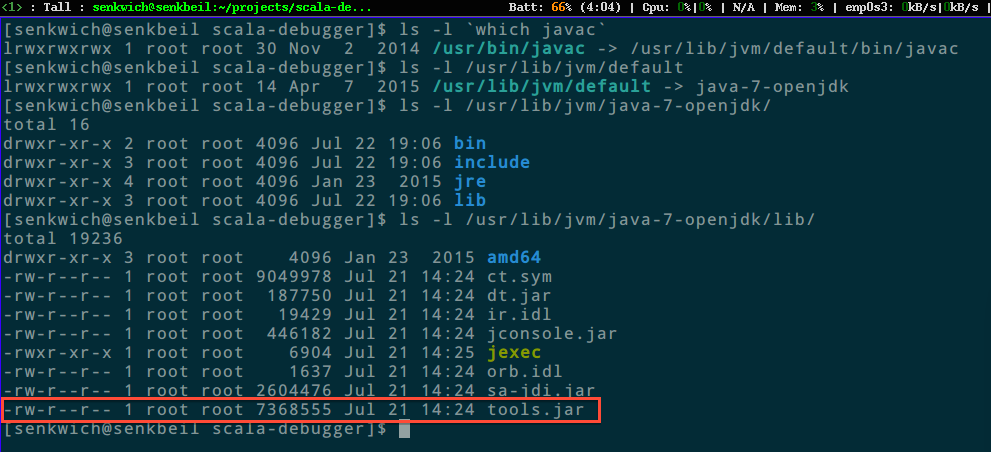 <1> : Tall : senkwich@senkbeil:~/projects/scala-de... Batt: 66% (4:04) | Cpu: 0%|0% | N/A | Mem: 3% | enp0s3: 0kB/s|0kB/s |
[senkwich@senkbeil scala-debugger]$ ls -l `which javac`
lrwxrwxrwx 1 root root 30 Nov  2  2014 /usr/bin/javac -> /usr/lib/jvm/default/bin/javac
[senkwich@senkbeil scala-debugger]$ ls -l /usr/lib/jvm/default
lrwxrwxrwx 1 root root 14 Apr  7  2015 /usr/lib/jvm/default -> java-7-openjdk
[senkwich@senkbeil scala-debugger]$ ls -l /usr/lib/jvm/java-7-openjdk/
total 16
drwxr-xr-x 2 root root 4096 Jul 22 19:06 bin
drwxr-xr-x 3 root root 4096 Jul 22 19:06 include
drwxr-xr-x 4 root root 4096 Jan 23  2015 jre
drwxr-xr-x 3 root root 4096 Jul 22 19:06 lib
[senkwich@senkbeil scala-debugger]$ ls -l /usr/lib/jvm/java-7-openjdk/lib/
total 19236
drwxr-xr-x 3 root root    4096 Jan 23  2015 amd64
-rw-r--r-- 1 root root 9049978 Jul 21 14:24 ct.sym
-rw-r--r-- 1 root root  187750 Jul 21 14:24 dt.jar
-rw-r--r-- 1 root root   19429 Jul 21 14:24 ir.idl
-rw-r--r-- 1 root root  446182 Jul 21 14:24 jconsole.jar
-rwxr-xr-x 1 root root    6904 Jul 21 14:25 jexec
-rw-r--r-- 1 root root    1637 Jul 21 14:24 orb.idl
-rw-r--r-- 1 root root 2604476 Jul 21 14:24 sa-jdi.jar
-rw-r--r-- 1 root root 7368555 Jul 21 14:24 tools.jar
[senkwich@senkbeil scala-debugger]$